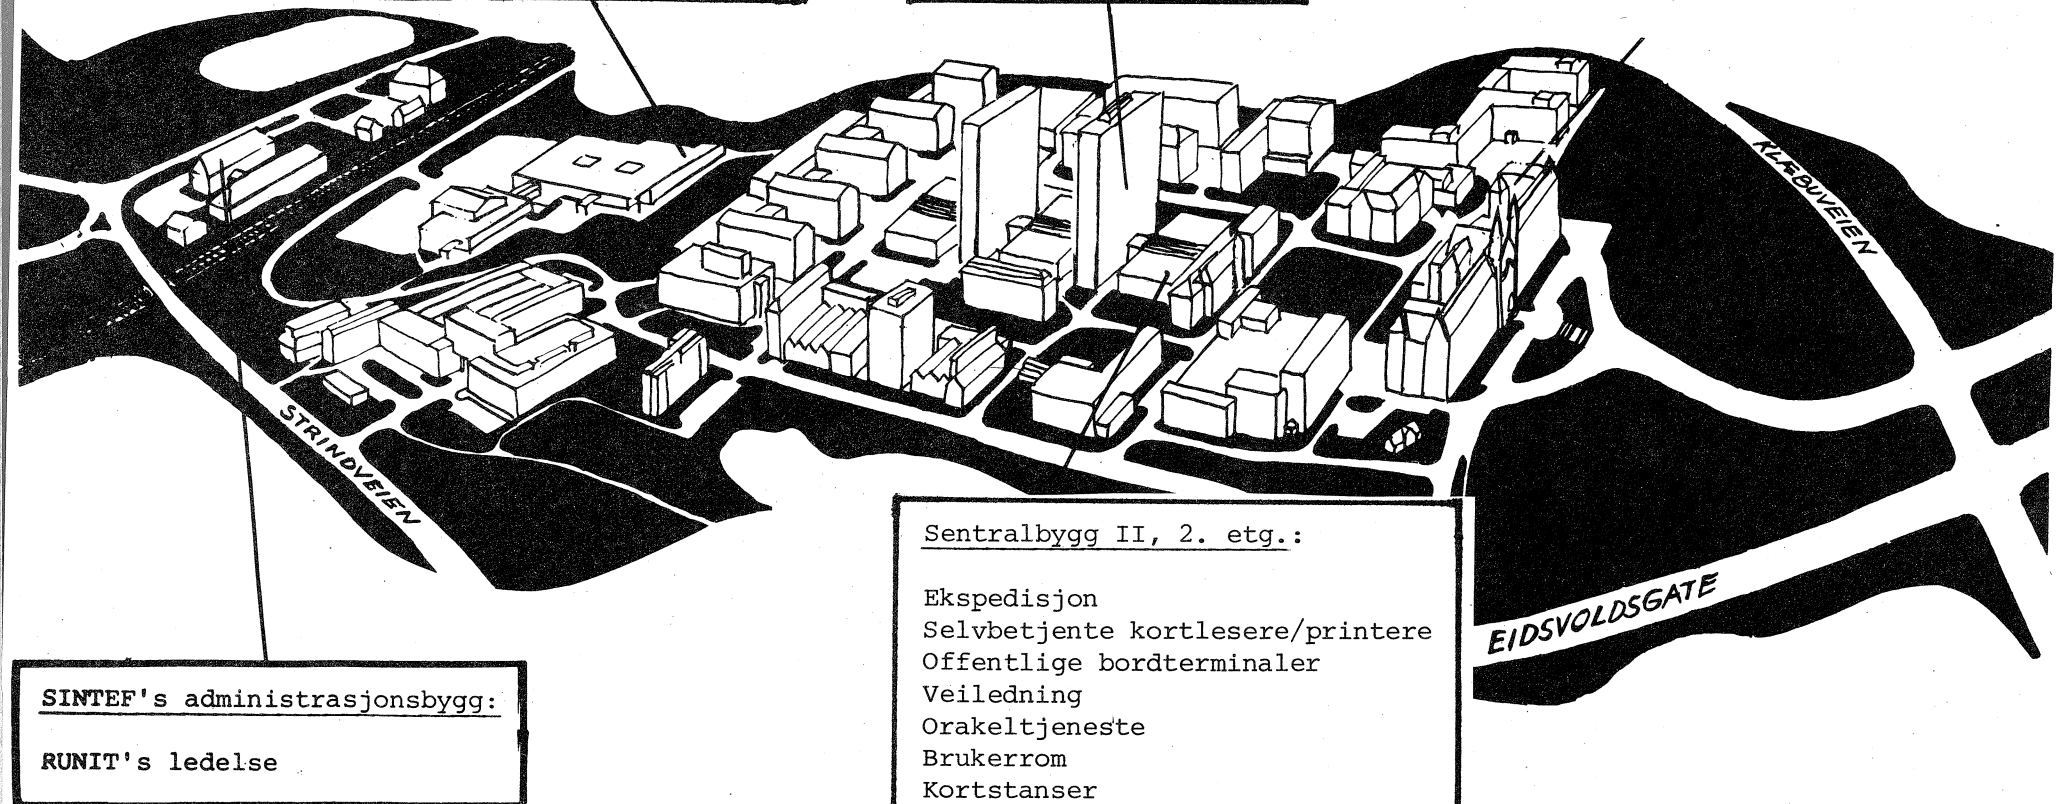 KLÆBUVEIEN
STRINDVEIEN
EIDSVOLDSGATE
Sentralbygg II, 2. etg.:
Ekspedisjon
Selvbetjente kortlesere/printere
Offentlige bordterminaler
Veiledning
Orakeltjeneste
Brukerrom
Kortstanser
SINTEF's administrasjonsbygg:
RUNIT's ledelse